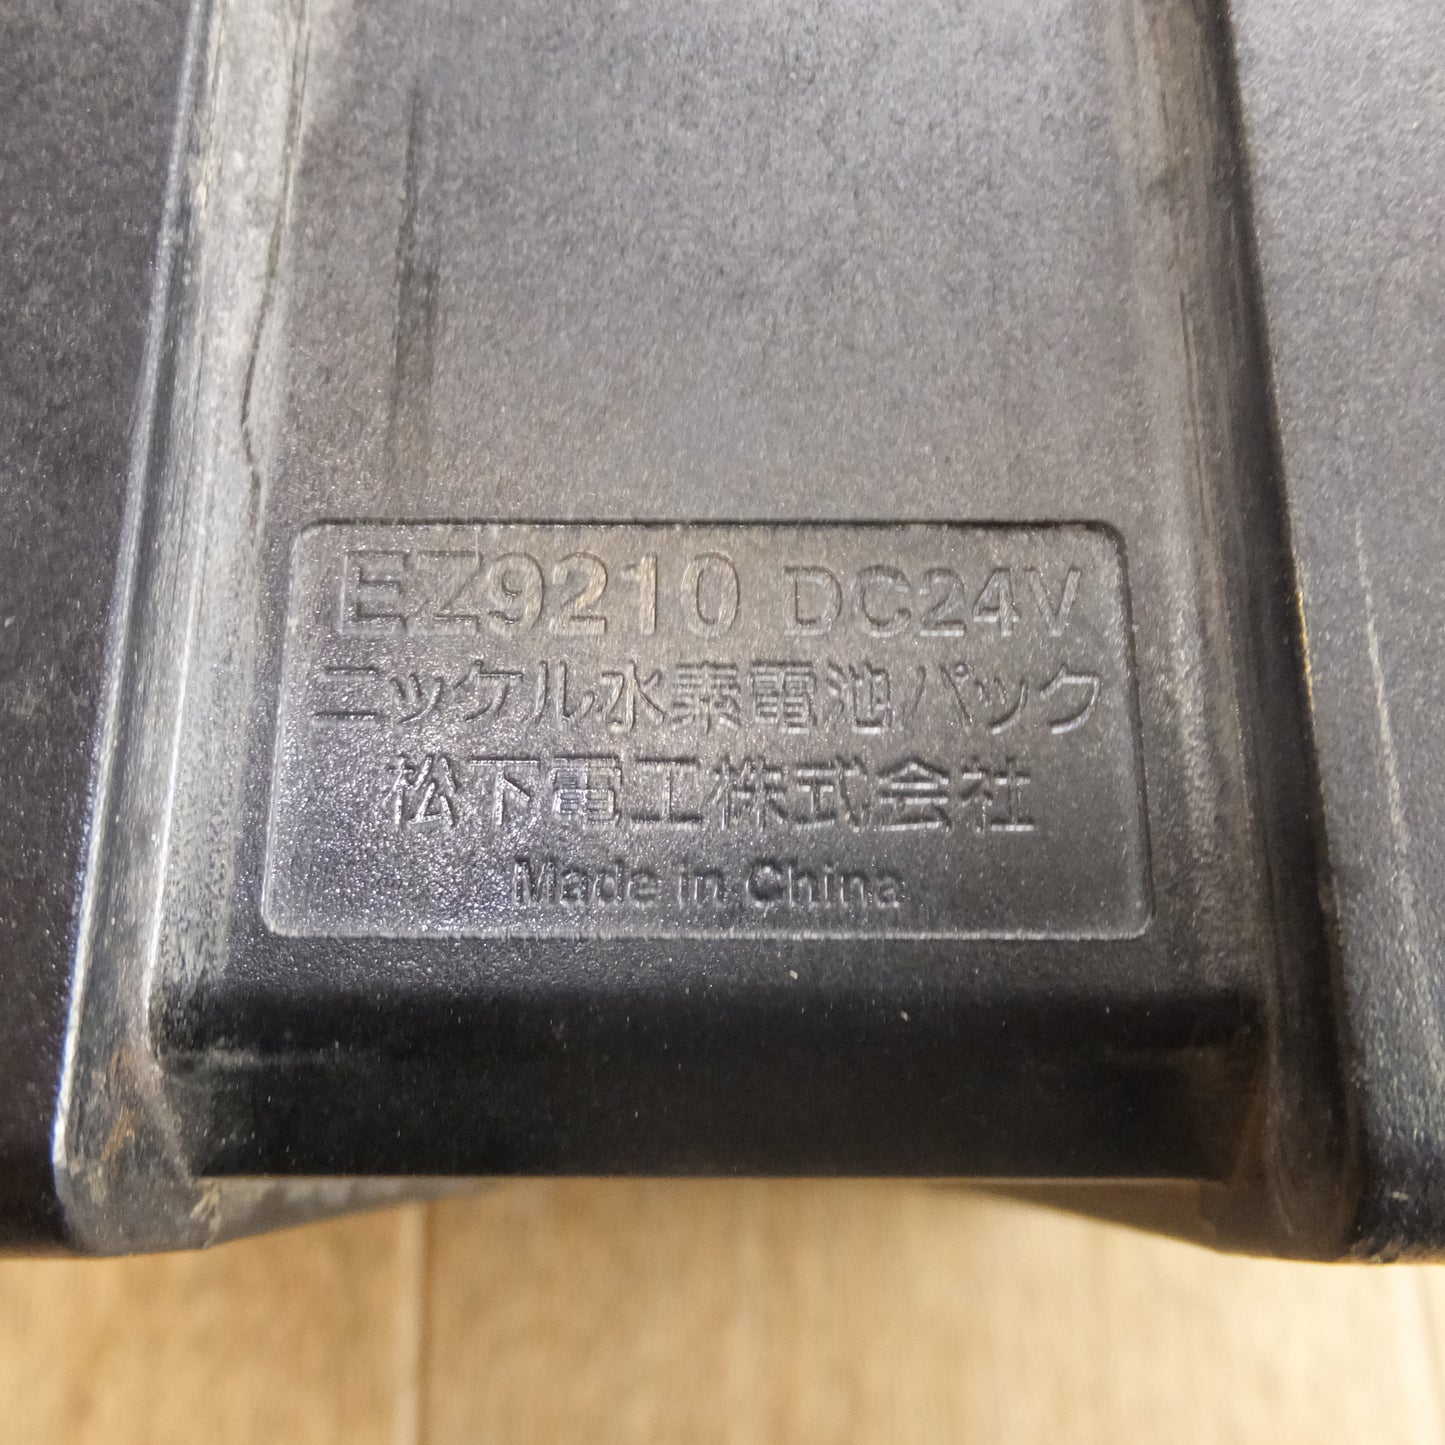 EZ9210 DC24V
ニッケル水素電池パック
松下電工株式会社
Made in China